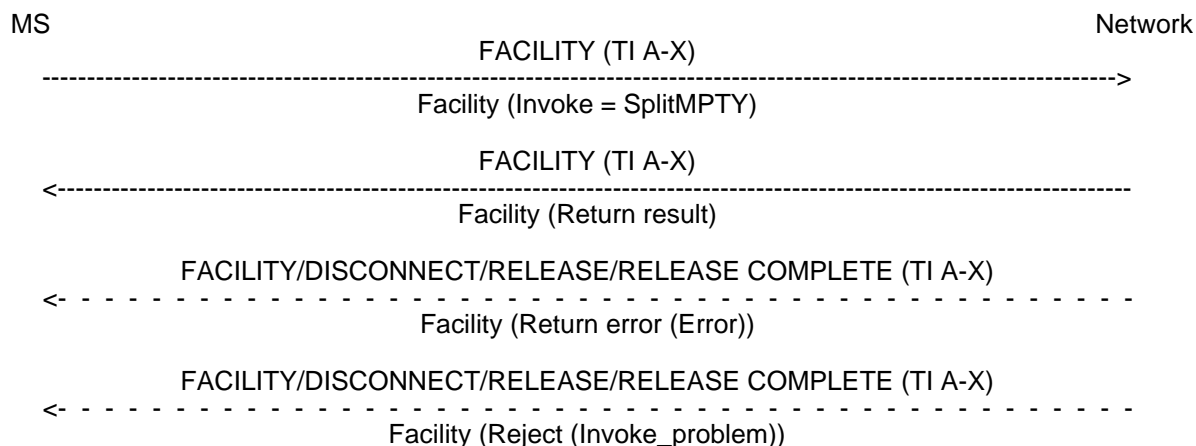 MS Network
FACILITY (TI A-X)
------------------------------------------------------------------------------------------------------------------------>
Facility (Invoke = SplitMPTY)
FACILITY (TI A-X)
<------------------------------------------------------------------------------------------------------------------------
Facility (Return result)
FACILITY/DISCONNECT/RELEASE/RELEASE COMPLETE (TI A-X)
<- - - - - - - - - - - - - - - - - - - - - - - - - - - - - - - - - - - - - - - - - - - -
Facility (Return error (Error))
FACILITY/DISCONNECT/RELEASE/RELEASE COMPLETE (TI A-X)
<- - - - - - - - - - - - - - - - - - - - - - - - - - - - - - - - - - - - - - - - - - - -
Facility (Reject (Invoke_problem))